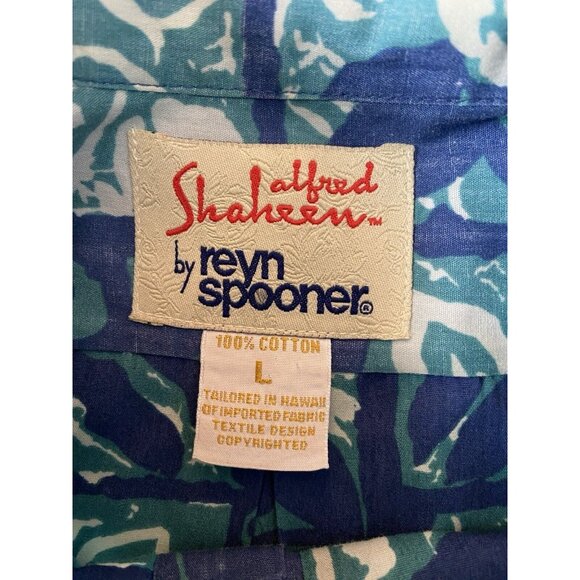 alfred
Shaheen™
by reyn
spooner®
100% COTTON
L
TAILORED IN HAWAII
OF IMPORTED FABRIC
TEXTILE DESIGN
COPYRIGHTED